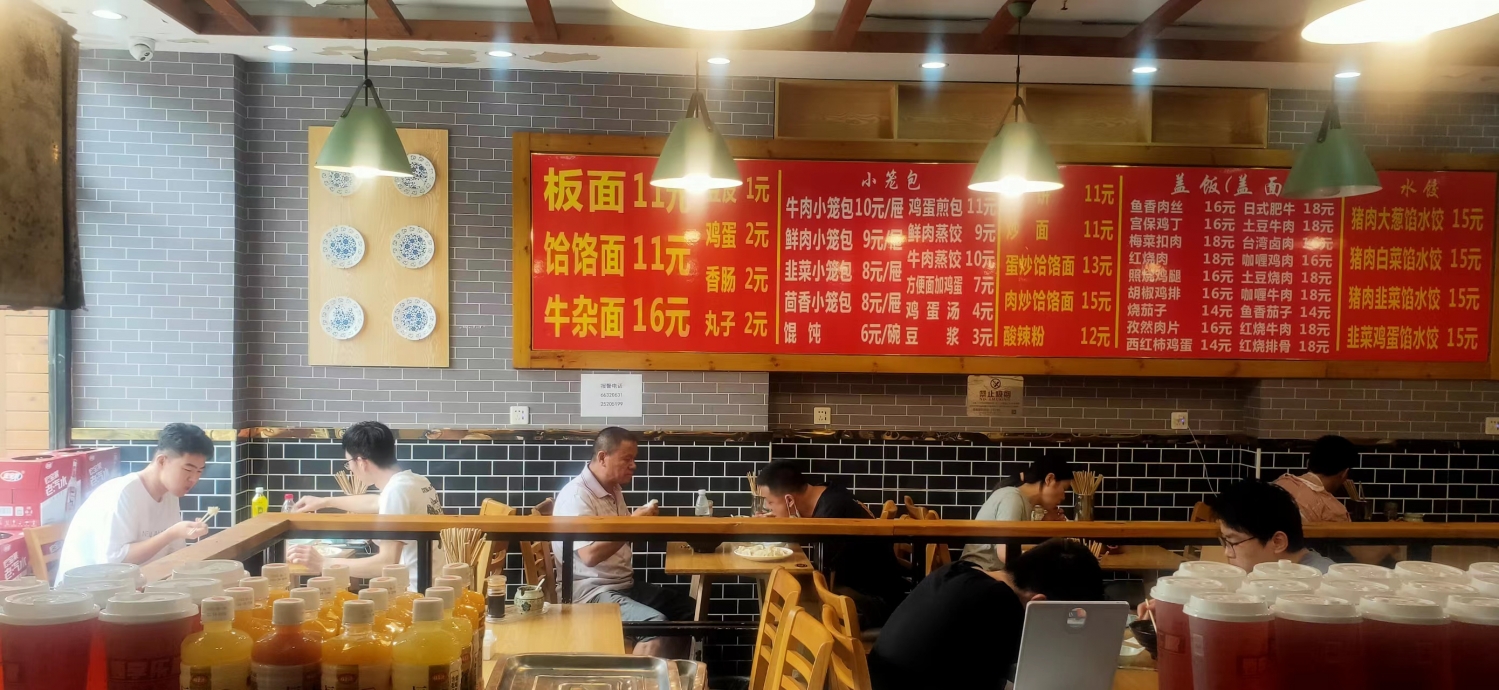 板面 11元
饸饹面 11元
牛杂面 16元
1元
鸡蛋 2元
香肠 2元
丸子 2元
小笼包
牛肉小笼包 10元/屉 鸡蛋煎包 11元
鲜肉小笼包 9元/屉 鲜肉蒸饺 9元
韭菜小笼包 8元/屉 牛肉蒸饺 10元
茴香小笼包 8元/屉 方便面加鸡蛋 7元
馄饨 6元/碗 鸡蛋汤 4元
豆浆 3元
11元
炒面 11元
蛋炒饸饹面 13元
肉炒饸饹面 15元
酸辣粉 12元
盖饭(盖面
鱼香肉丝 16元 日式肥牛 18元
宫保鸡丁 16元 土豆牛肉 18元
梅菜扣肉 18元 台湾卤肉
红烧肉 18元 咖喱鸡肉 16元
照烧鸡腿 16元 土豆烧肉 18元
胡椒鸡排 16元 咖喱牛肉 18元
烧茄子 14元 鱼香茄子 14元
孜然肉片 16元 红烧牛肉 18元
西红柿鸡蛋 14元 红烧排骨 18元
水饺
猪肉大葱馅水饺 15元
猪肉白菜馅水饺 15元
猪肉韭菜馅水饺 15元
韭菜鸡蛋馅水饺 15元
报警电话
禁止吸烟
老汽水